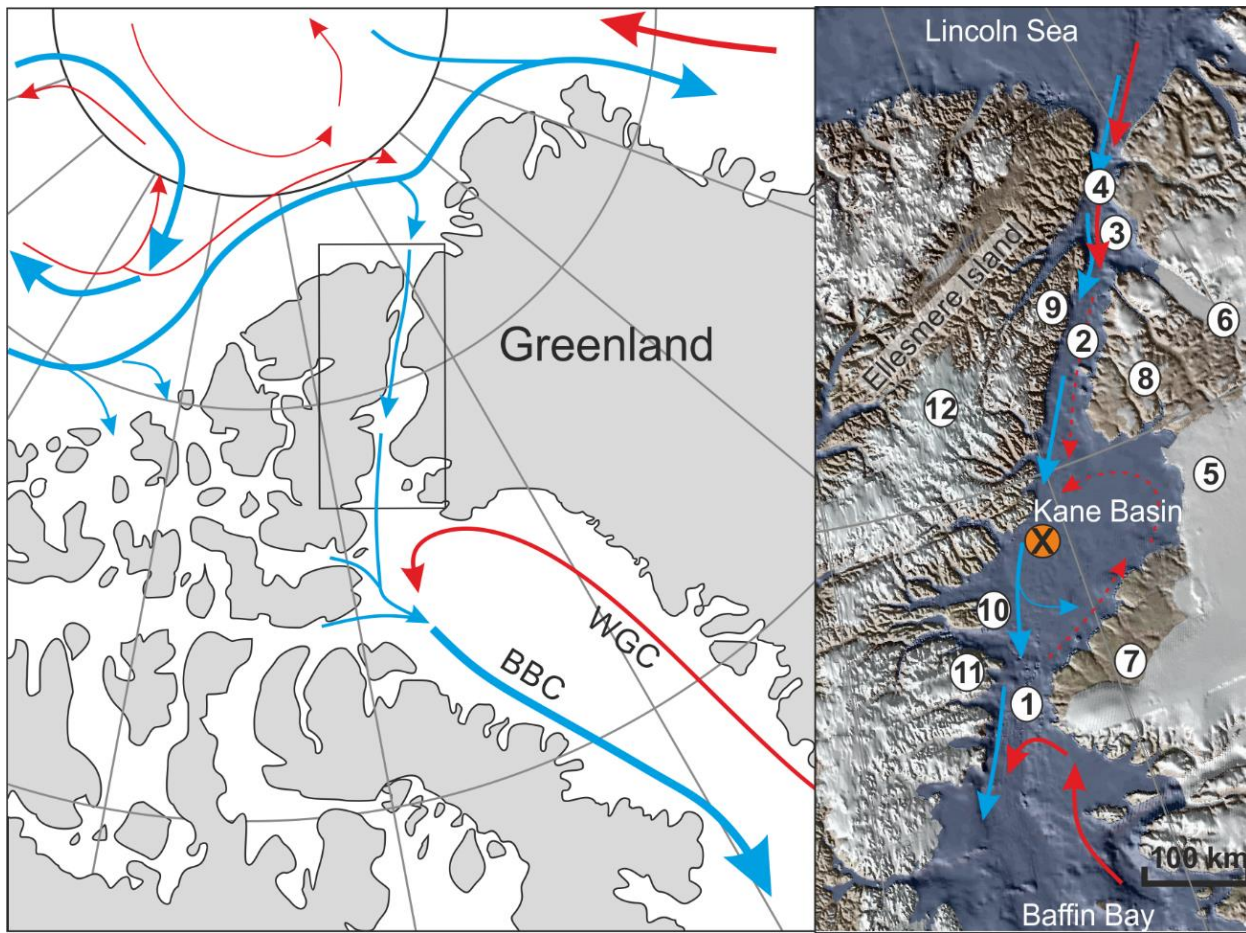 Greenland
WGC
BBC
Lincoln Sea
4
3
Ellesmere Island
9
2
6
8
12
5
Kane Basin
X
10
7
11
1
100 km
Baffin Bay